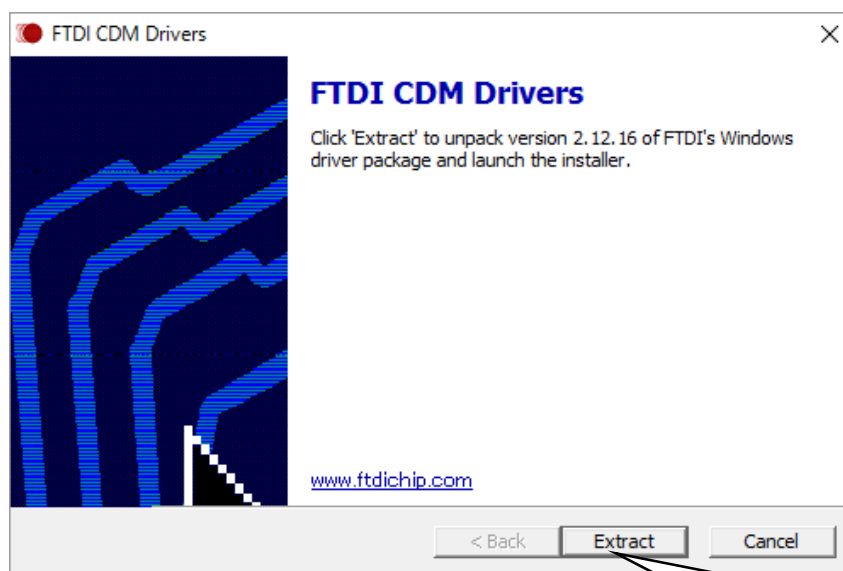 FTDI CDM Drivers
FTDI CDM Drivers
Click 'Extract' to unpack version 2.12.16 of FTDI's Windows
driver package and launch the installer.
www.ftdichip.com
< Back
Extract
Cancel